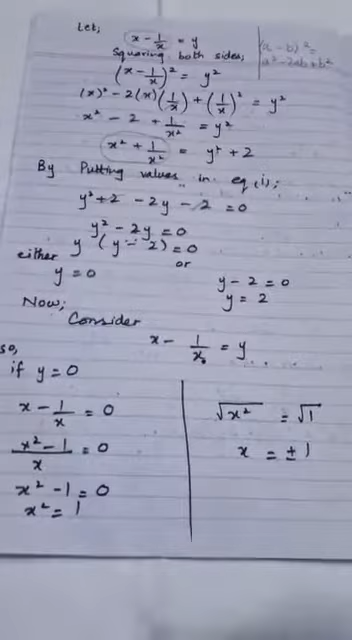 Let,
x - 1/x = y
Squaring both sides;
(a - b)² =
a² - 2ab + b²
(x - 1/x)² = y²
(x)² - 2(x)(1/x) + (1/x)² = y²
x² - 2 + 1/x² = y²
x² + 1/x² = y² + 2
By Putting values in eq (i);
y² + 2 - 2y - 2 = 0
y² - 2y = 0
y (y - 2) = 0
either or
y = 0
y - 2 = 0
y = 2
Now;
Consider
x - 1/x = y
so,
if y = 0
x - 1/x = 0
x² - 1/x = 0
x² - 1 = 0
x² = 1
√x² = √1
x = ± 1